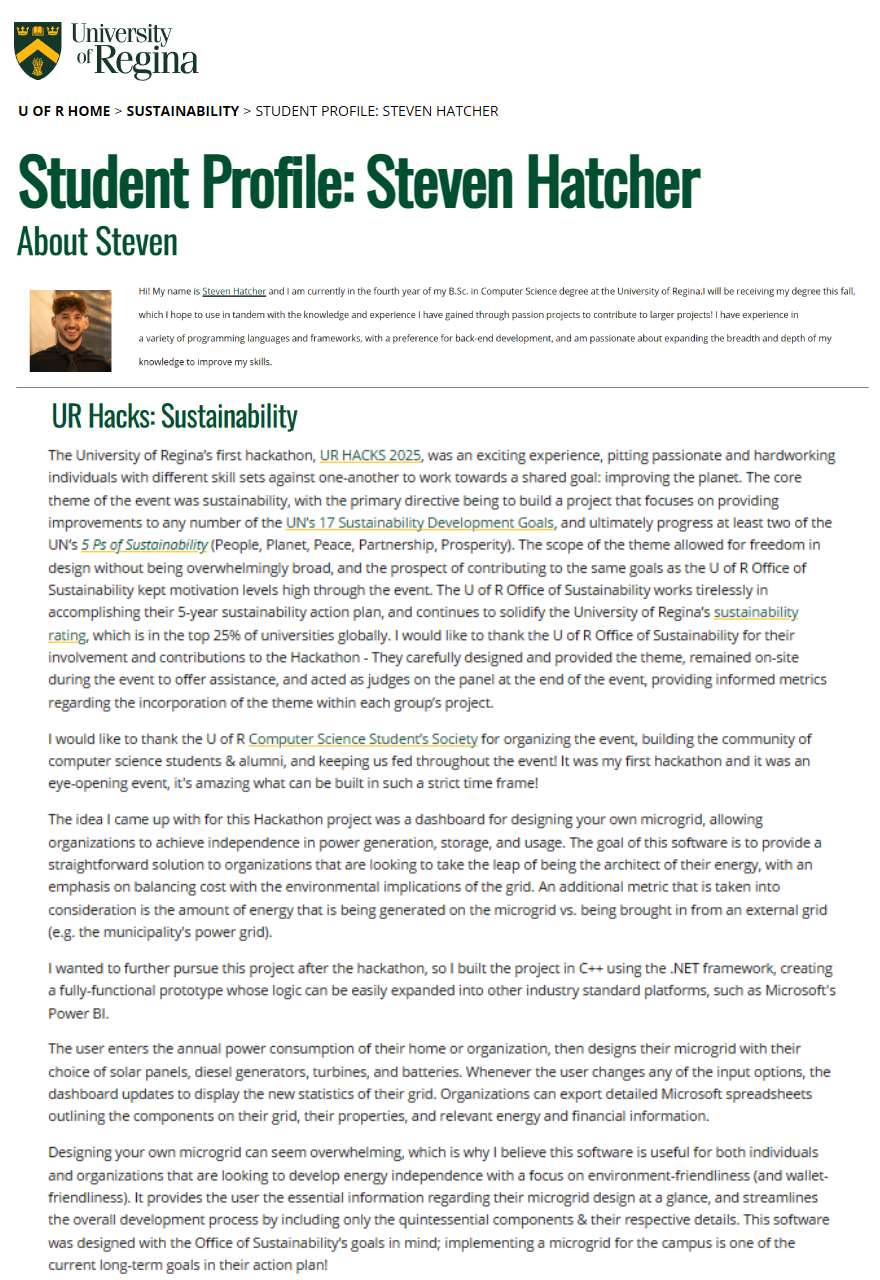 University
of Regina
U OF R HOME > SUSTAINABILITY > STUDENT PROFILE: STEVEN HATCHER
Student Profile: Steven Hatcher
About Steven
Hi! My name is Steven Hatcher and I am currently in the fourth year of my B.Sc. in Computer Science degree at the University of Regina.I will be receiving my degree this fall,
which I hope to use in tandem with the knowledge and experience I have gained through passion projects to contribute to larger projects! I have experience in
a variety of programming languages and frameworks, with a preference for back-end development, and am passionate about expanding the breadth and depth of my
knowledge to improve my skills.
UR Hacks: Sustainability
The University of Regina's first hackathon, UR HACKS 2025, was an exciting experience, pitting passionate and hardworking
individuals with different skill sets against one-another to work towards a shared goal: improving the planet. The core
theme of the event was sustainability, with the primary directive being to build a project that focuses on providing
improvements to any number of the UN's 17 Sustainability Development Goals, and ultimately progress at least two of the
UN's 5 Ps of Sustainability (People, Planet, Peace, Partnership, Prosperity). The scope of the theme allowed for freedom in
design without being overwhelmingly broad, and the prospect of contributing to the same goals as the U of R Office of
Sustainability kept motivation levels high through the event. The U of R Office of Sustainability works tirelessly in
accomplishing their 5-year sustainability action plan, and continues to solidify the University of Regina's sustainability
rating, which is in the top 25% of universities globally. I would like to thank the U of R Office of Sustainability for their
involvement and contributions to the Hackathon - They carefully designed and provided the theme, remained on-site
during the event to offer assistance, and acted as judges on the panel at the end of the event, providing informed metrics
regarding the incorporation of the theme within each group's project.
I would like to thank the U of R Computer Science Student's Society for organizing the event, building the community of
computer science students & alumni, and keeping us fed throughout the event! It was my first hackathon and it was an
eye-opening event, it's amazing what can be built in such a strict time frame!
The idea I came up with for this Hackathon project was a dashboard for designing your own microgrid, allowing
organizations to achieve independence in power generation, storage, and usage. The goal of this software is to provide a
straightforward solution to organizations that are looking to take the leap of being the architect of their energy, with an
emphasis on balancing cost with the environmental implications of the grid. An additional metric that is taken into
consideration is the amount of energy that is being generated on the microgrid vs. being brought in from an external grid
(e.g. the municipality's power grid).
I wanted to further pursue this project after the hackathon, so I built the project in C++ using the .NET framework, creating
a fully-functional prototype whose logic can be easily expanded into other industry standard platforms, such as Microsoft's
Power BI.
The user enters the annual power consumption of their home or organization, then designs their microgrid with their
choice of solar panels, diesel generators, turbines, and batteries. Whenever the user changes any of the input options, the
dashboard updates to display the new statistics of their grid. Organizations can export detailed Microsoft spreadsheets
outlining the components on their grid, their properties, and relevant energy and financial information.
Designing your own microgrid can seem overwhelming, which is why I believe this software is useful for both individuals
and organizations that are looking to develop energy independence with a focus on environment-friendliness (and wallet-
friendliness). It provides the user the essential information regarding their microgrid design at a glance, and streamlines
the overall development process by including only the quintessential components & their respective details. This software
was designed with the Office of Sustainability's goals in mind; implementing a microgrid for the campus is one of the
current long-term goals in their action plan!